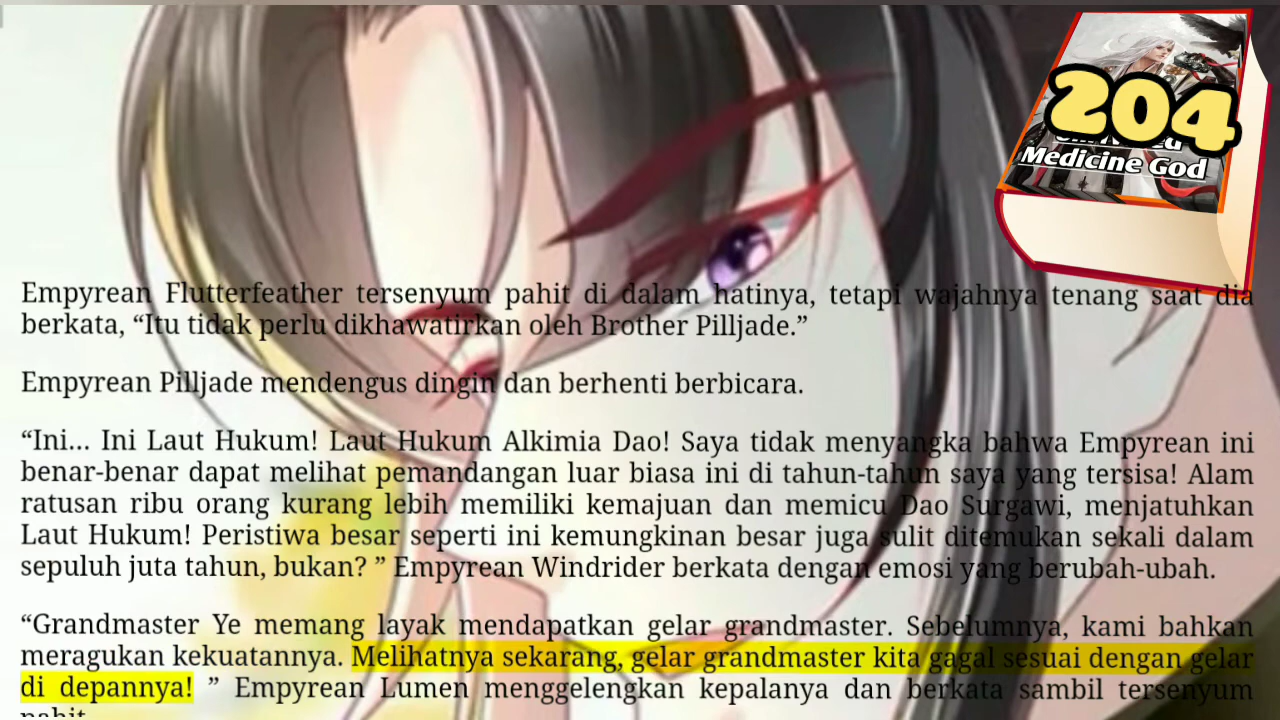 204
Medicine God
Empyrean Flutterfeather tersenyum pahit di dalam hatinya, tetapi wajahnya tenang saat dia
berkata, “Itu tidak perlu dikhawatirkan oleh Brother Pilljade.”
Empyrean Pilljade mendengus dingin dan berhenti berbicara.
“Ini... Ini Laut Hukum! Laut Hukum Alkimia Dao! Saya tidak menyangka bahwa Empyrean ini
benar-benar dapat melihat pemandangan luar biasa ini di tahun-tahun saya yang tersisa! Alam
ratusan ribu orang kurang lebih memiliki kemajuan dan memicu Dao Surgawi, menjatuhkan
Laut Hukum! Peristiwa besar seperti ini kemungkinan besar juga sulit ditemukan sekali dalam
sepuluh juta tahun, bukan? ” Empyrean Windrider berkata dengan emosi yang berubah-ubah.
“Grandmaster Ye memang layak mendapatkan gelar grandmaster. Sebelumnya, kami bahkan
meragukan kekuatannya. Melihatnya sekarang, gelar grandmaster kita gagal sesuai dengan gelar
di depannya! ” Empyrean Lumen menggelengkan kepalanya dan berkata sambil tersenyum
pahit.